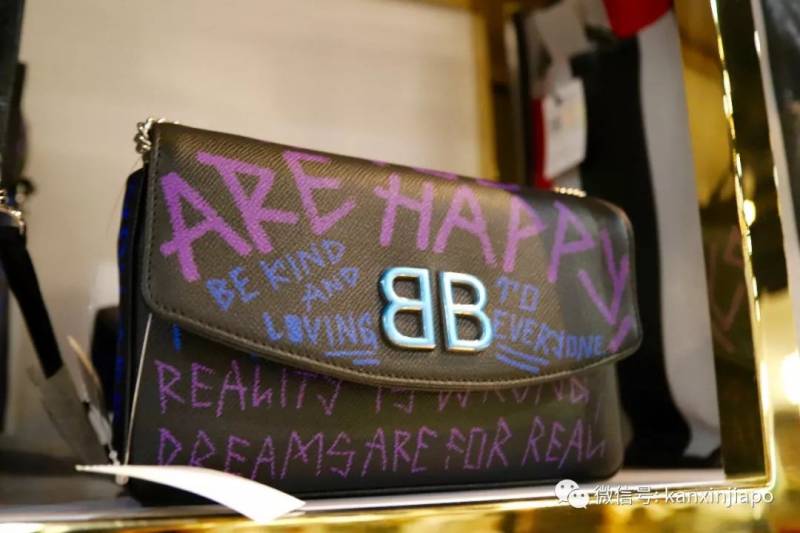 ARE HAPPY,
BE KIND
AND
LOVING
TO
EVERYONE
BB
REALITY IS WRONG,
DREAMS ARE FOR REAL
微信号: kanxinjiapo